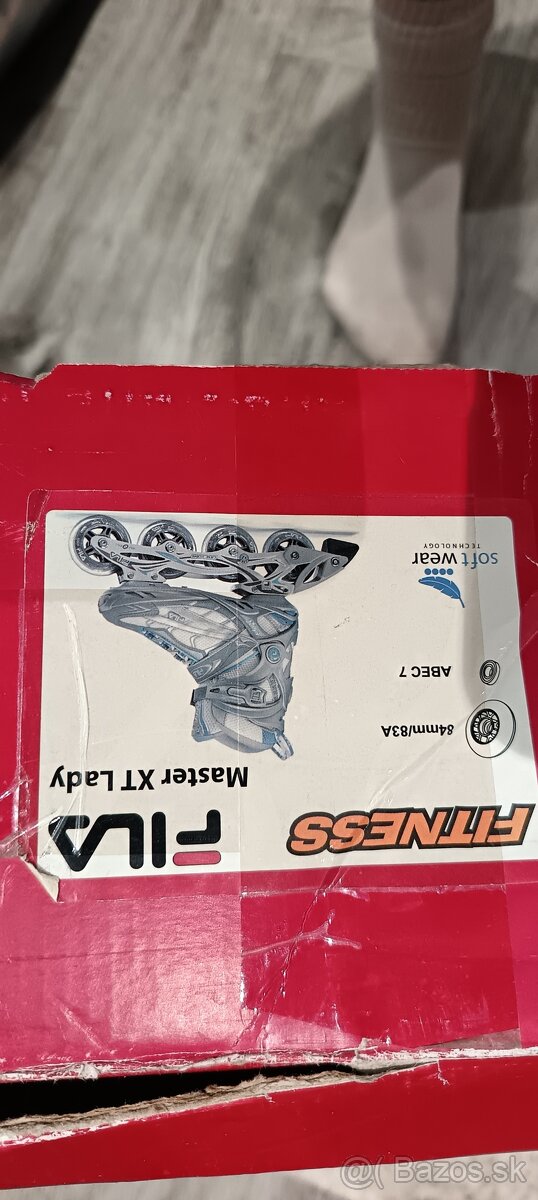 FITNESS
FILA
Master XT Lady
84mm/83A
ABEC 7
soft wear
TECHNOLOGY
@( Bazos.sk